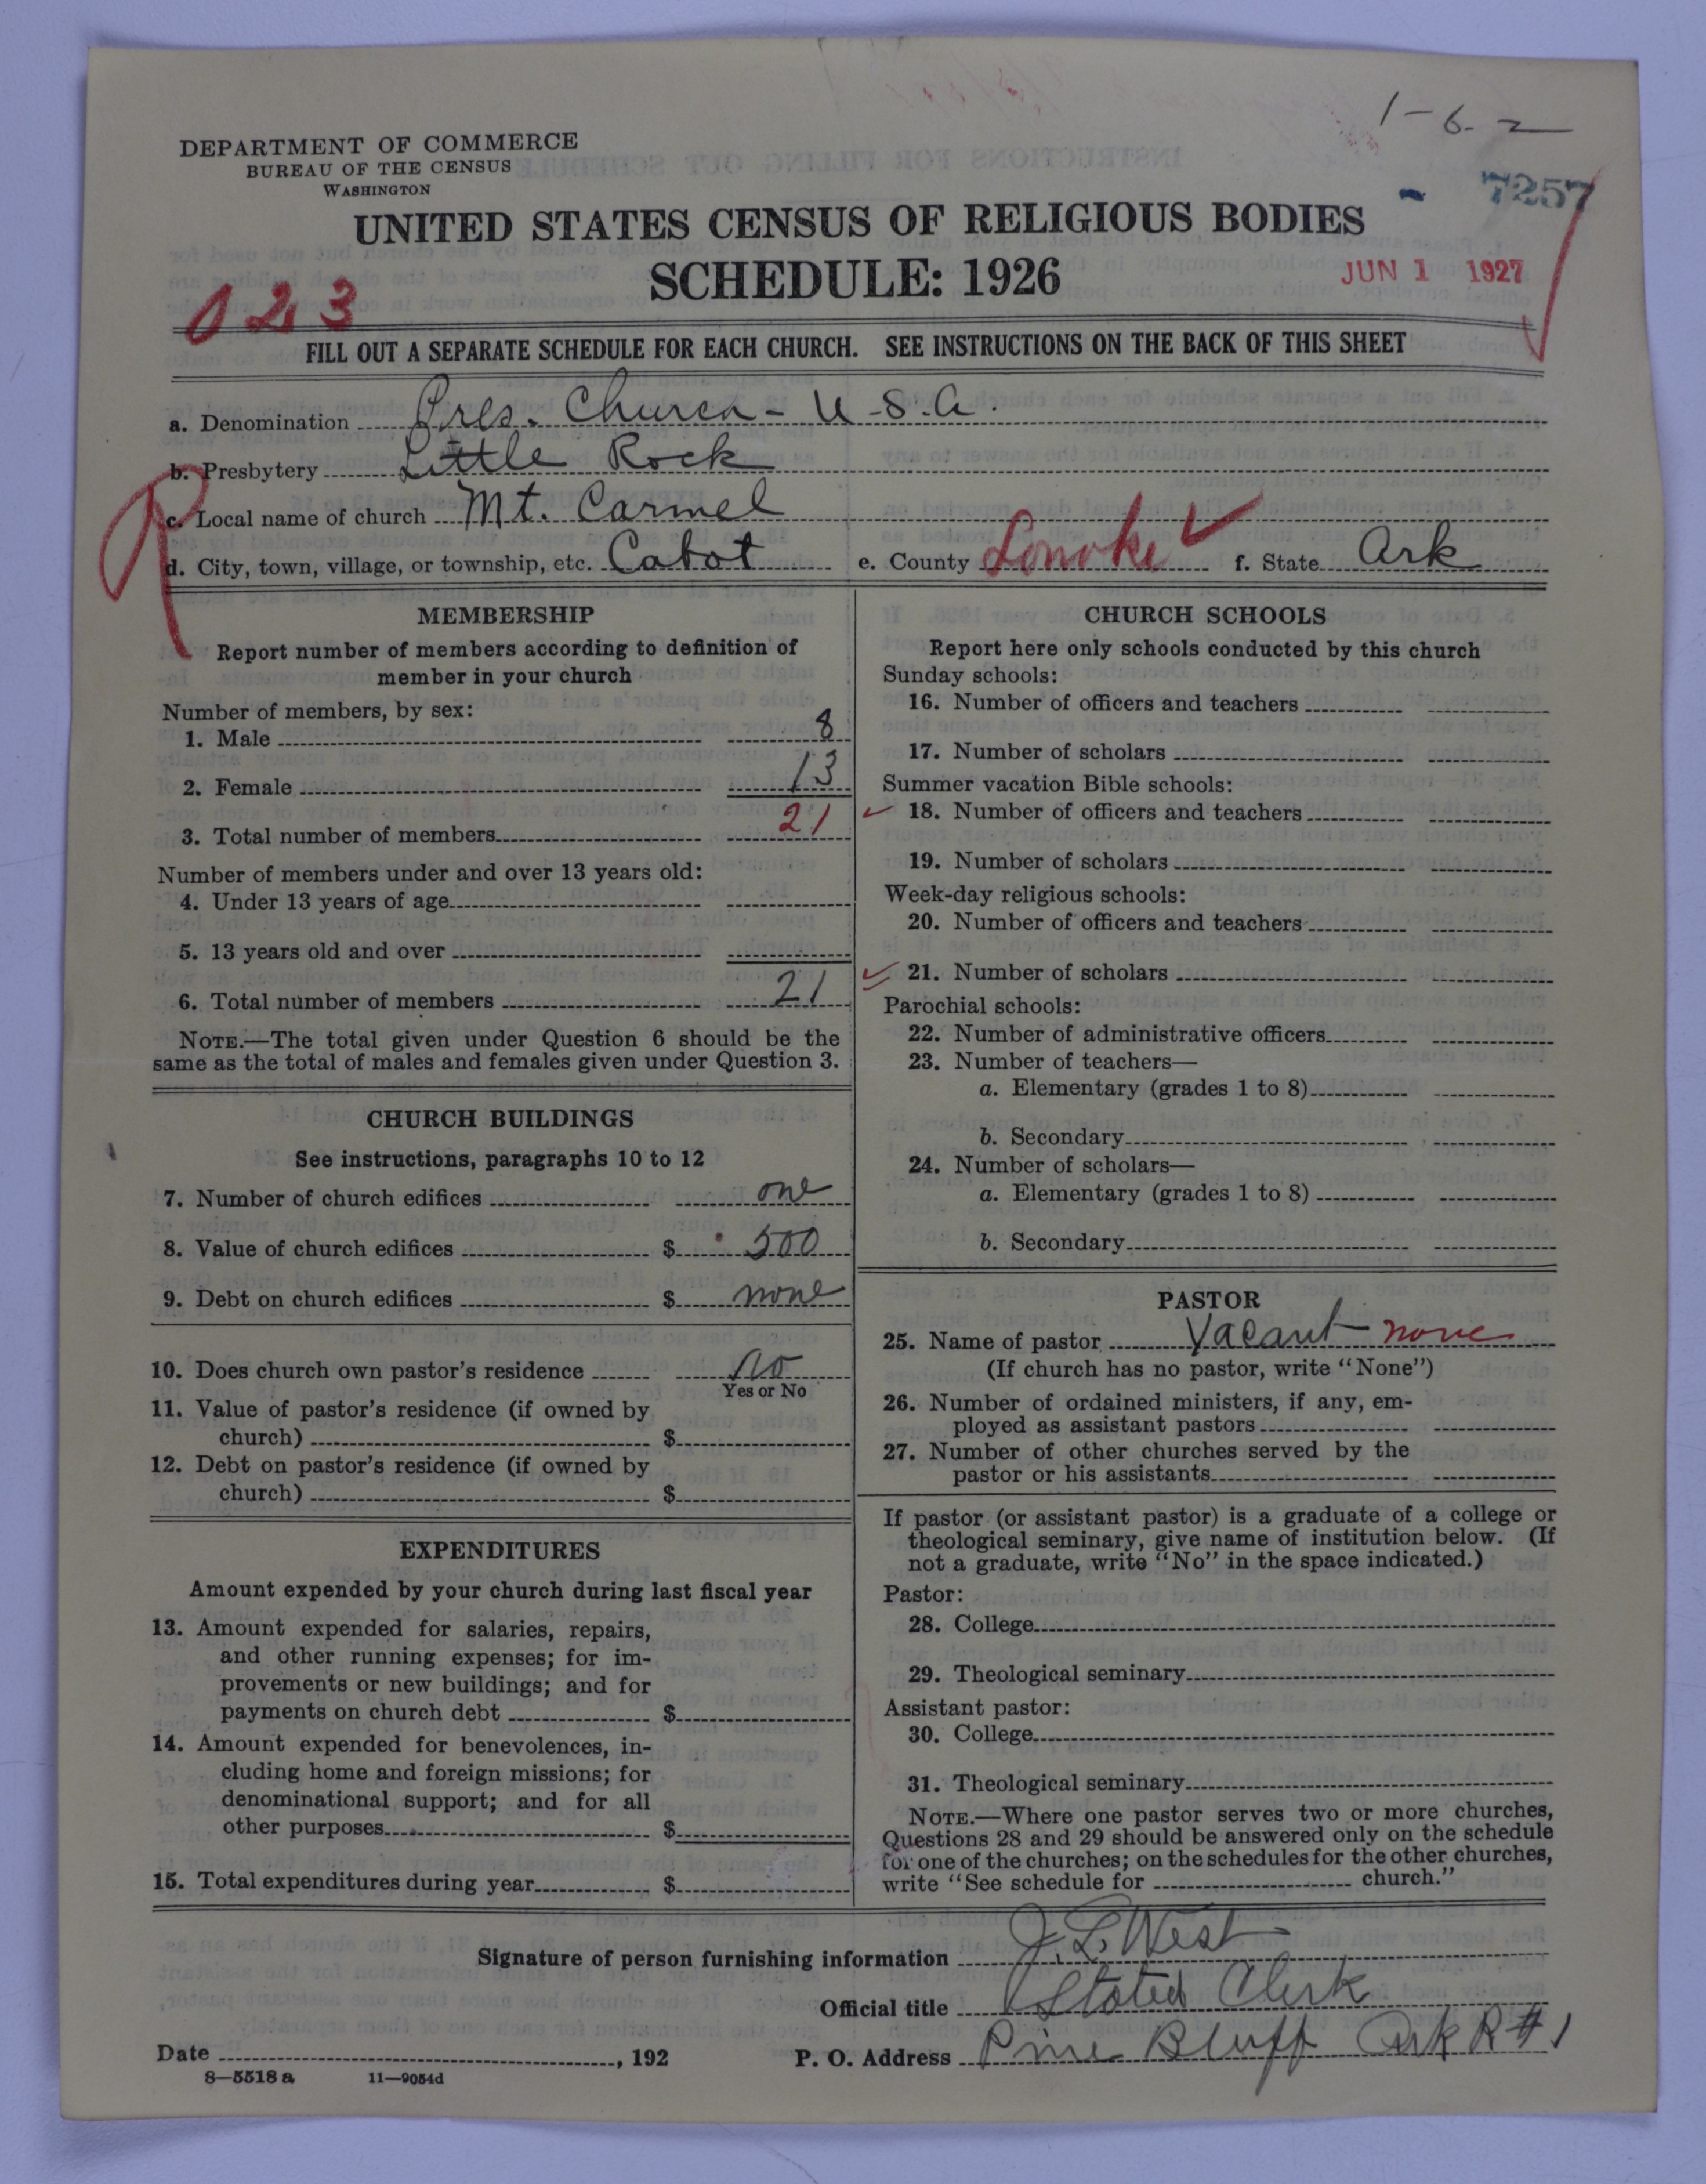 1-6-2
DEPARTMENT OF COMMERCE
BUREAU OF THE CENSUS
WASHINGTON
- 7257
UNITED STATES CENSUS OF RELIGIOUS BODIES
SCHEDULE: 1926
JUN 1 1927
023
FILL OUT A SEPARATE SCHEDULE FOR EACH CHURCH. SEE INSTRUCTIONS ON THE BACK OF THIS SHEET
a. Denomination Pres. Church - U.S.A.
b. Presbytery Little Rock
c. Local name of church Mt. Carmel
d. City, town, village, or township, etc. Cabot e. County Lonoke ✓ f. State Ark
MEMBERSHIP
Report number of members according to definition of
member in your church
Number of members, by sex:
1. Male 8
2. Female 13
3. Total number of members 21
Number of members under and over 13 years old:
4. Under 13 years of age
5. 13 years old and over
6. Total number of members 21
NOTE.—The total given under Question 6 should be the
same as the total of males and females given under Question 3.
CHURCH BUILDINGS
See instructions, paragraphs 10 to 12
7. Number of church edifices one
8. Value of church edifices $ 500
9. Debt on church edifices $ none
10. Does church own pastor's residence no
Yes or No
11. Value of pastor's residence (if owned by
church) $
12. Debt on pastor's residence (if owned by
church) $
EXPENDITURES
Amount expended by your church during last fiscal year
13. Amount expended for salaries, repairs,
and other running expenses; for im-
provements or new buildings; and for
payments on church debt $
14. Amount expended for benevolences, in-
cluding home and foreign missions; for
denominational support; and for all
other purposes $
15. Total expenditures during year $
CHURCH SCHOOLS
Report here only schools conducted by this church
Sunday schools:
16. Number of officers and teachers
17. Number of scholars
Summer vacation Bible schools:
✓ 18. Number of officers and teachers
19. Number of scholars
Week-day religious schools:
20. Number of officers and teachers
✓ 21. Number of scholars
Parochial schools:
22. Number of administrative officers
23. Number of teachers—
a. Elementary (grades 1 to 8)
b. Secondary
24. Number of scholars—
a. Elementary (grades 1 to 8)
b. Secondary
PASTOR
25. Name of pastor Vacant none
(If church has no pastor, write "None")
26. Number of ordained ministers, if any, em-
ployed as assistant pastors
27. Number of other churches served by the
pastor or his assistants
If pastor (or assistant pastor) is a graduate of a college or
theological seminary, give name of institution below. (If
not a graduate, write "No" in the space indicated.)
Pastor:
28. College
29. Theological seminary
Assistant pastor:
30. College
31. Theological seminary
NOTE.—Where one pastor serves two or more churches,
Questions 28 and 29 should be answered only on the schedule
for one of the churches; on the schedules for the other churches,
write "See schedule for church."
Signature of person furnishing information J. L. West
Official title Stated Clerk
Date , 192 P. O. Address Pine Bluff Ark R #1
8—5518 a 11—9054d